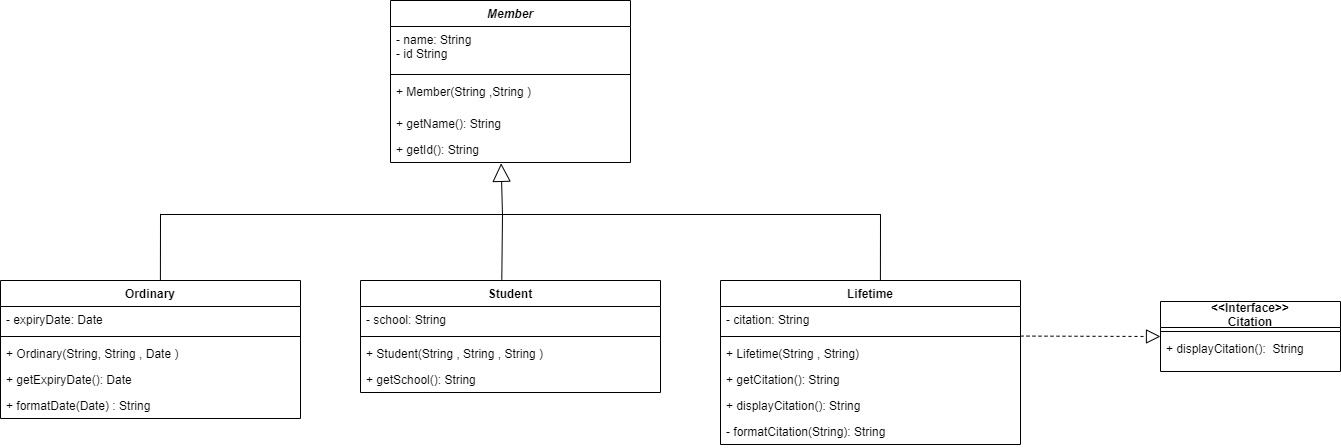 Member
- name: String
- id String
+ Member(String ,String )
+ getName(): String
+ getId(): String
Ordinary
- expiryDate: Date
+ Ordinary(String, String , Date )
+ getExpiryDate(): Date
+ formatDate(Date) : String
Student
- school: String
+ Student(String , String , String )
+ getSchool(): String
Lifetime
- citation: String
+ Lifetime(String , String)
+ getCitation(): String
+ displayCitation(): String
- formatCitation(String): String
<<Interface>>
Citation
+ displayCitation(): String